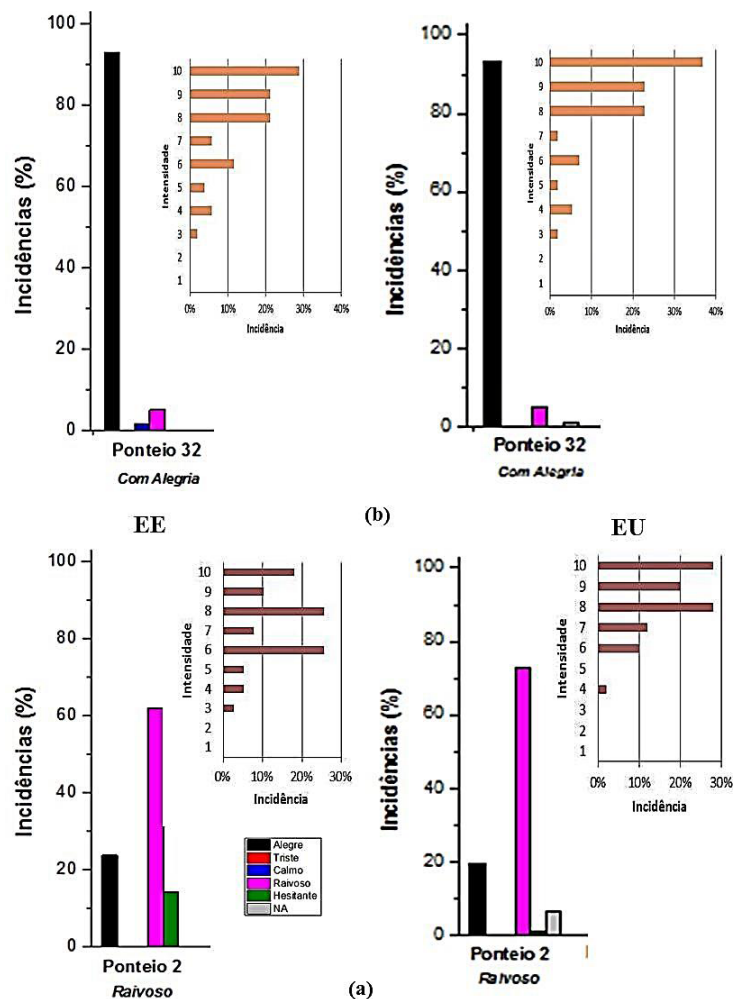 Incidências (%)
100
80
60
40
20
0
Intensidade
10
9
8
7
6
5
4
3
2
1
0%
10%
20%
30%
40%
Incidência
Ponteio 32
Com Alegria
Incidências (%)
100
80
60
40
20
0
Intensidade
10
9
8
7
6
5
4
3
2
1
0%
10%
20%
30%
40%
Incidência
Ponteio 32
Com Alegria
(b)
EE
EU
Incidências (%)
100
80
60
40
20
0
Intensidade
10
9
8
7
6
5
4
3
2
1
0%
10%
20%
30%
Incidência
Alegre
Triste
Calmo
Raivoso
Hesitante
NA
Ponteio 2
Raivoso
Incidências (%)
100
80
60
40
20
0
Intensidade
10
9
8
7
6
5
4
3
2
1
0%
10%
20%
30%
Incidência
Ponteio 2
Raivoso
(a)